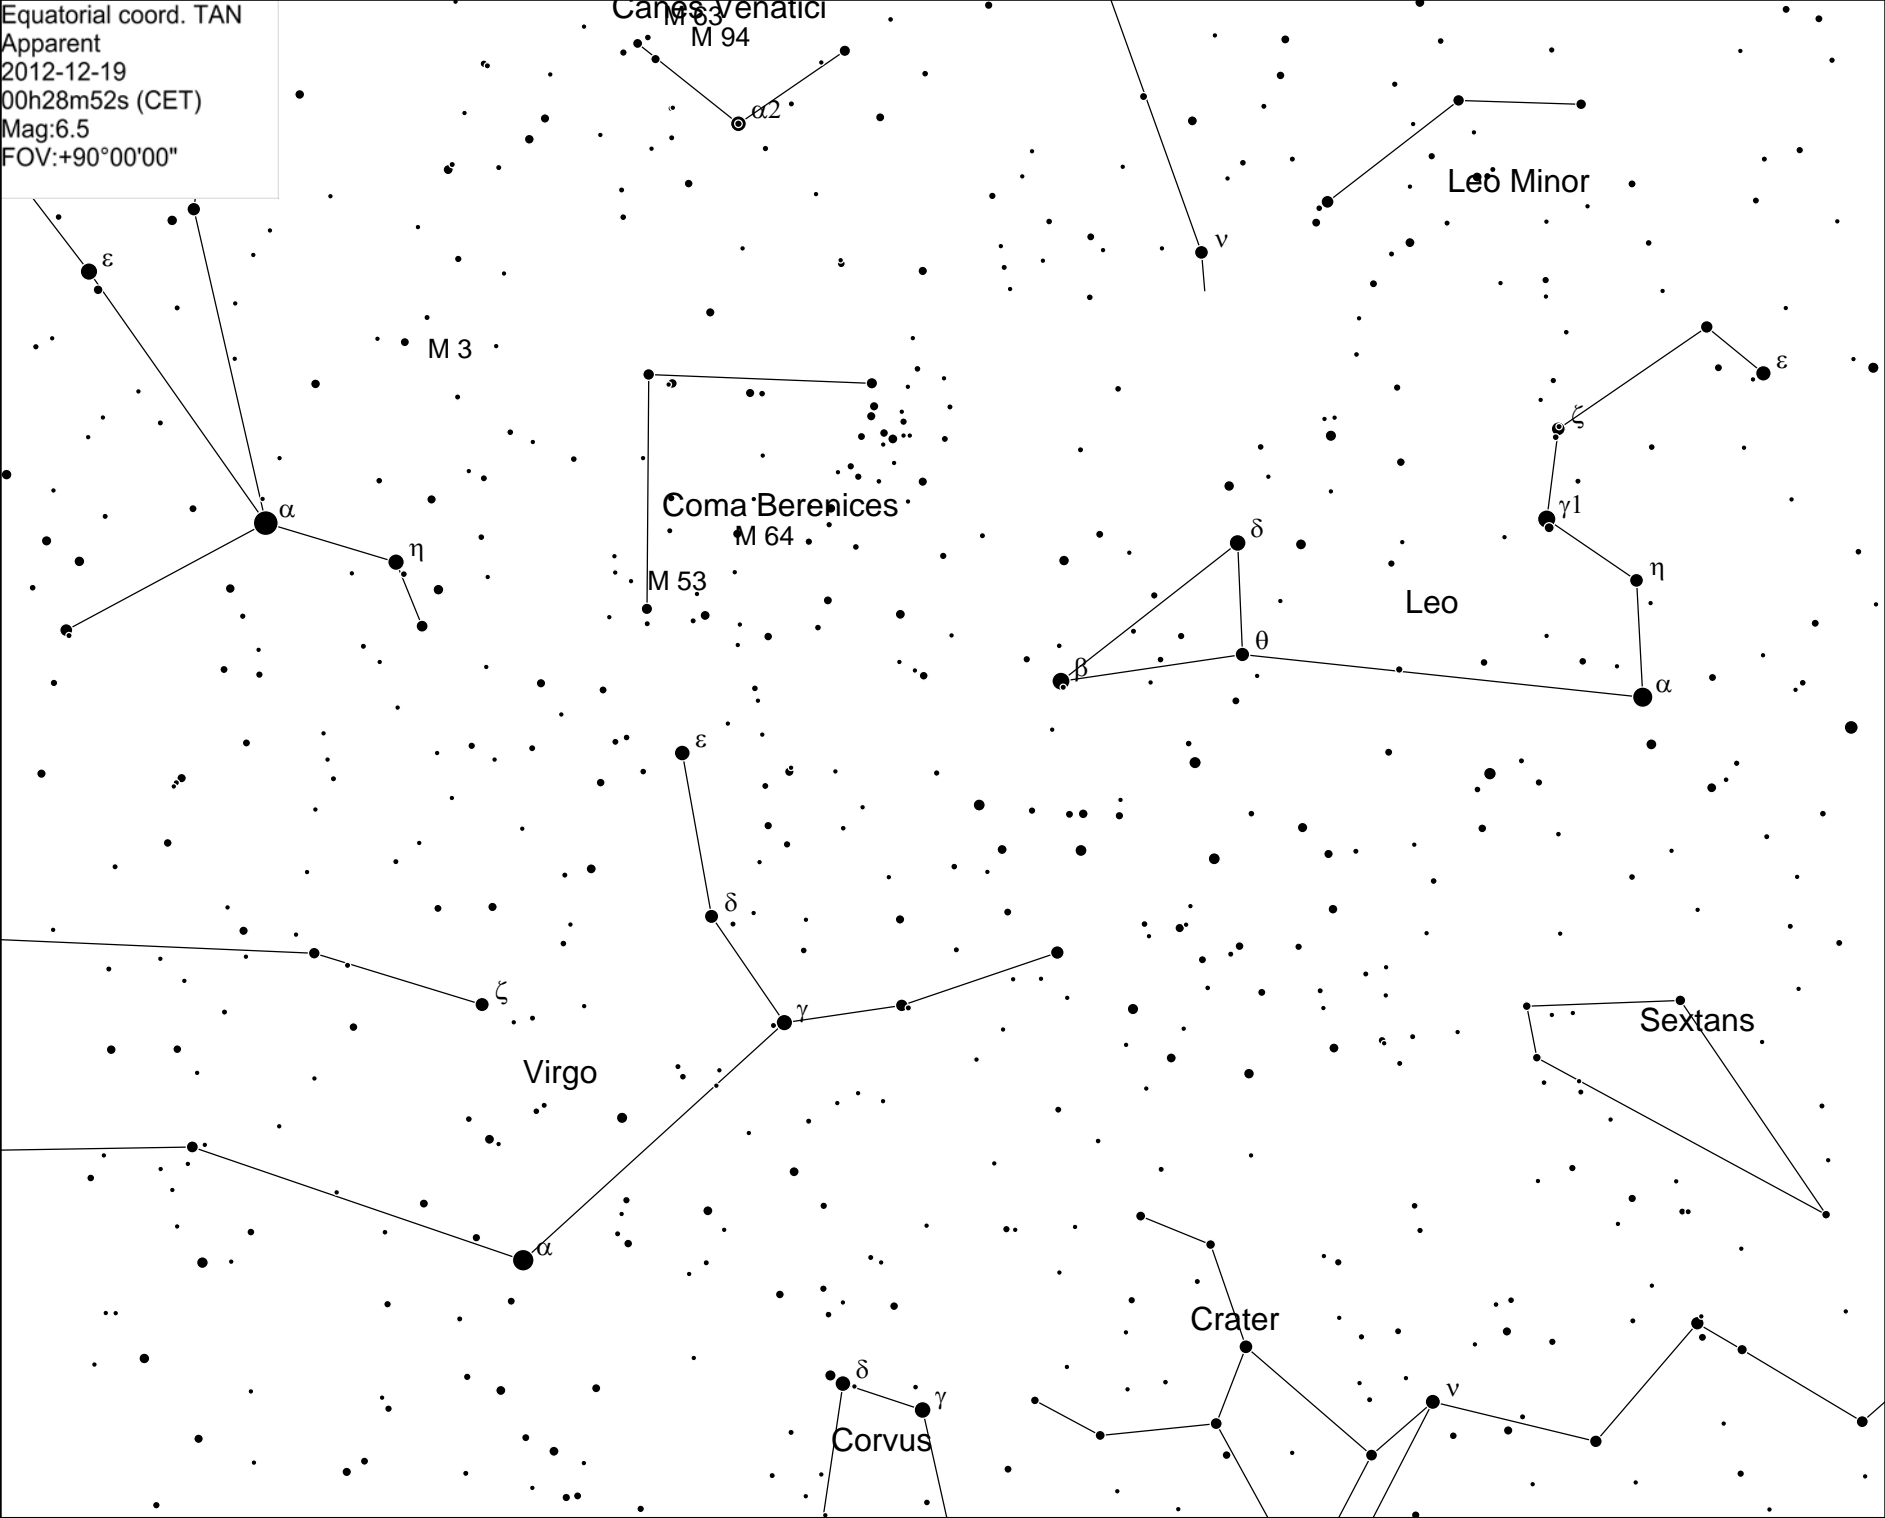 Equatorial coord. TAN
Apparent
2012-12-19
00h28m52s (CET)
Mag:6.5
FOV:+90°00'00"
Canes Venatici
M 63
M 94
α2
Leo Minor
ν
ε
M 3
ε
ζ
Coma Berenices
γ1
α
M 64
δ
η
M 53
η
Leo
θ
β
α
ε
δ
ζ
γ
Sextans
Virgo
α
Crater
δ
γ
ν
Corvus